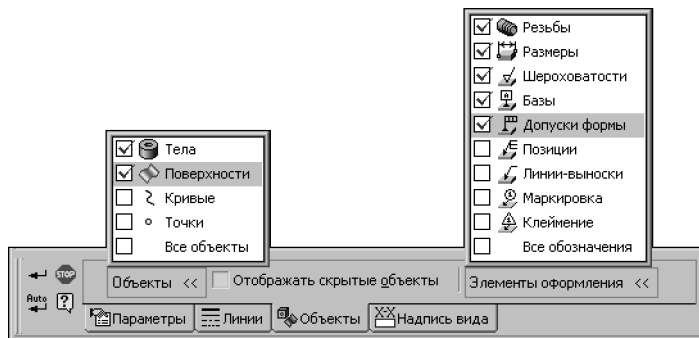 Резьбы
Размеры
Шероховатости
Базы
Допуски формы
Позиции
Линии-выноски
Маркировка
Клеймение
Все обозначения
Тела
Поверхности
Кривые
Точки
Все объекты
STOP
Auto
Объекты <<
Отображать скрытые объекты
Элементы оформления <<
Параметры
Линии
Объекты
X-X Надпись вида